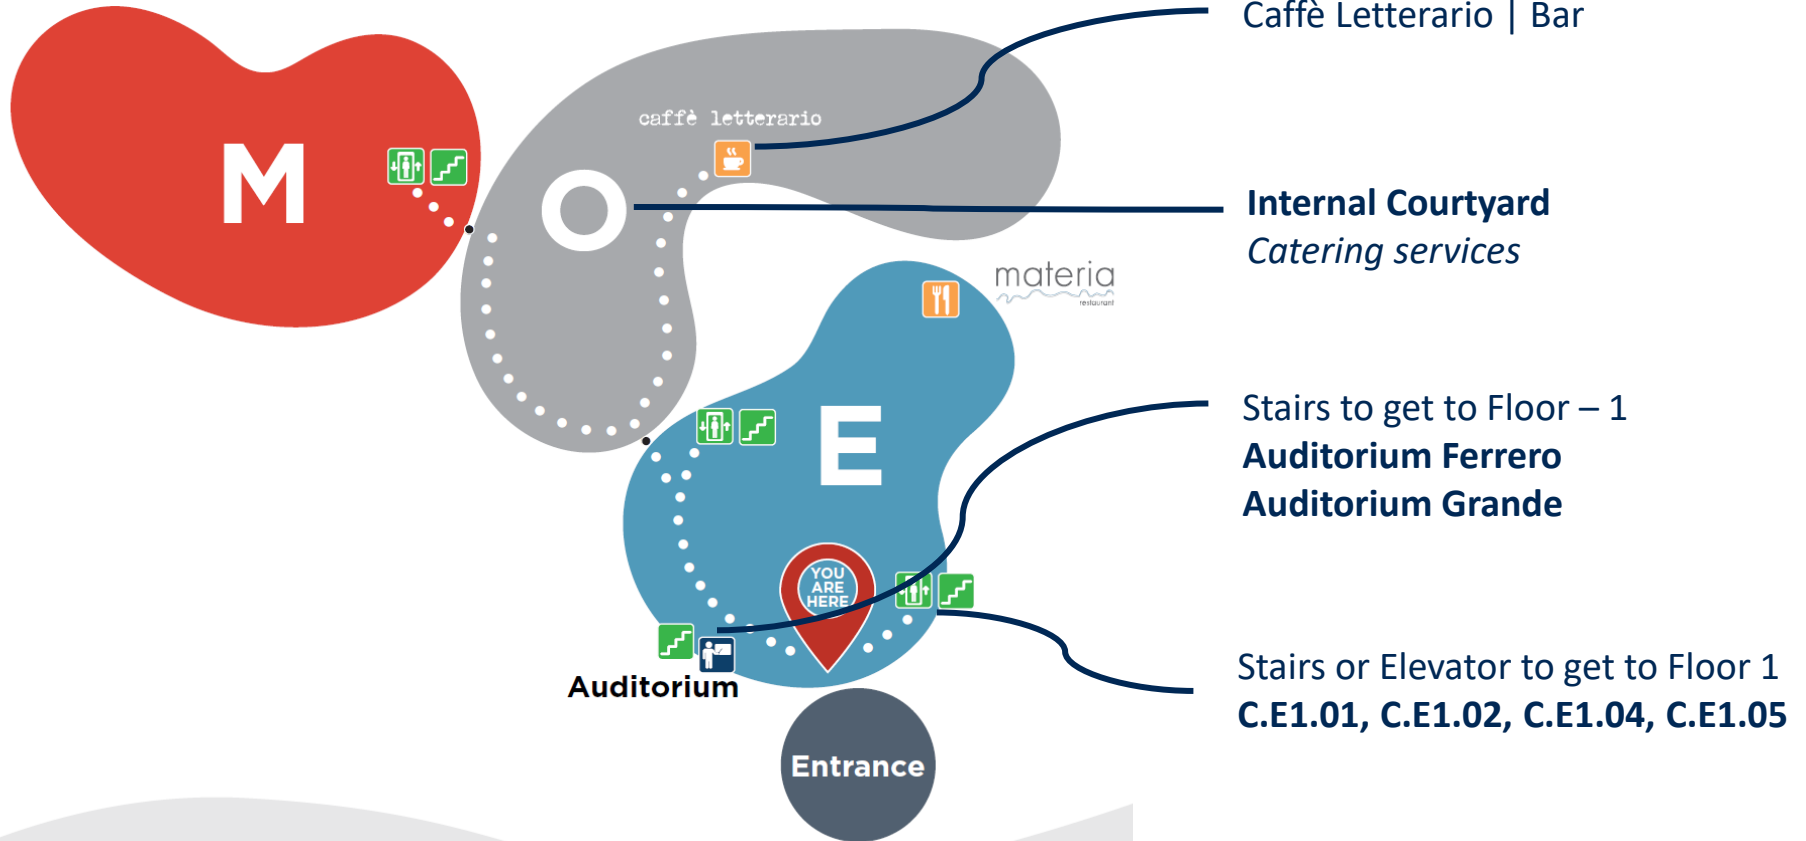 Caffè Letterario | Bar
caffè letterario
M
Internal Courtyard
Catering services
materia
restaurant
E
Stairs to get to Floor – 1
Auditorium Ferrero
Auditorium Grande
YOU
ARE
HERE
Auditorium
Stairs or Elevator to get to Floor 1
C.E1.01, C.E1.02, C.E1.04, C.E1.05
Entrance